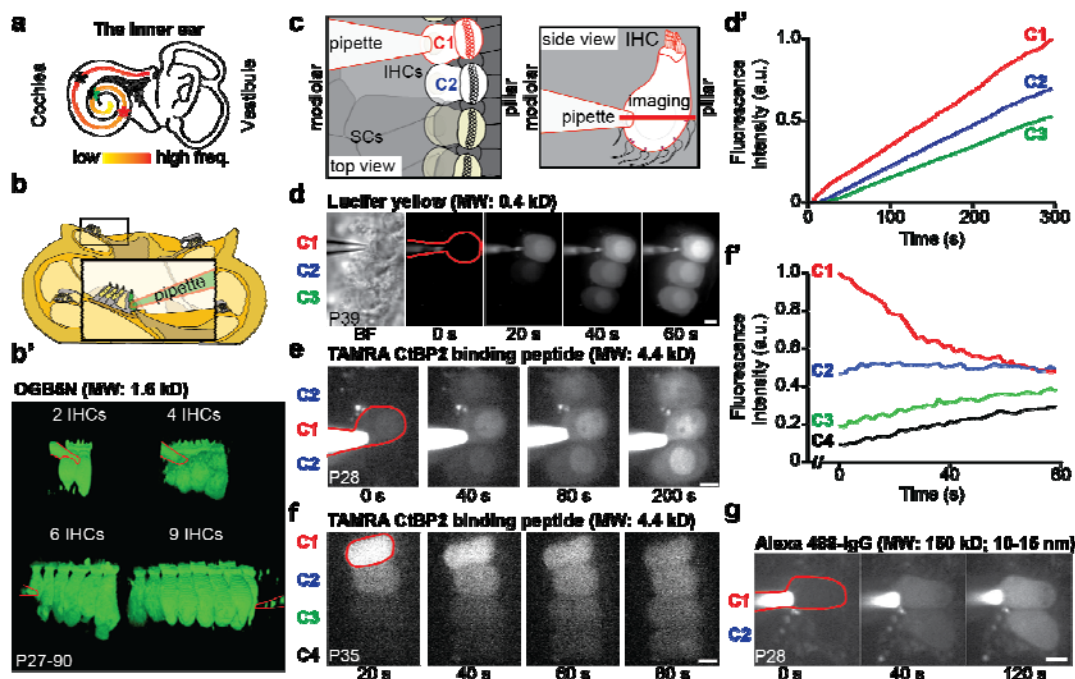 a
The inner ear
Cochlea
Vestibule
low high freq.
b
pipette
b'
OGB5N (MW: 1.6 kD)
2 IHCs
4 IHCs
6 IHCs
9 IHCs
P27-90
c
pipette
C1
IHCs
C2
modiolar
pillar
SCs
top view
side view
IHC
modiolar
imaging
pillar
pipette
d
Lucifer yellow (MW: 0.4 kD)
C1
C2
C3
P39
BF
0 s
20 s
40 s
60 s
e
TAMRA CtBP2 binding peptide (MW: 4.4 kD)
C2
C1
C2
P28
0 s
40 s
80 s
200 s
f
TAMRA CtBP2 binding peptide (MW: 4.4 kD)
C1
C2
C3
C4
P35
20 s
40 s
60 s
80 s
d'
Fluorescence
Intensity (a.u.)
1.0
0.5
0
C1
C2
C3
0
100
200
300
Time (s)
f'
Fluorescence
Intensity (a.u.)
1.0
0.8
0.6
0.4
0.2
0
C1
C2
C3
C4
0
40
80
Time (s)
g
Alexa 488-IgG (MW: 150 kD; 10-15 nm)
C1
C2
P28
0 s
40 s
120 s